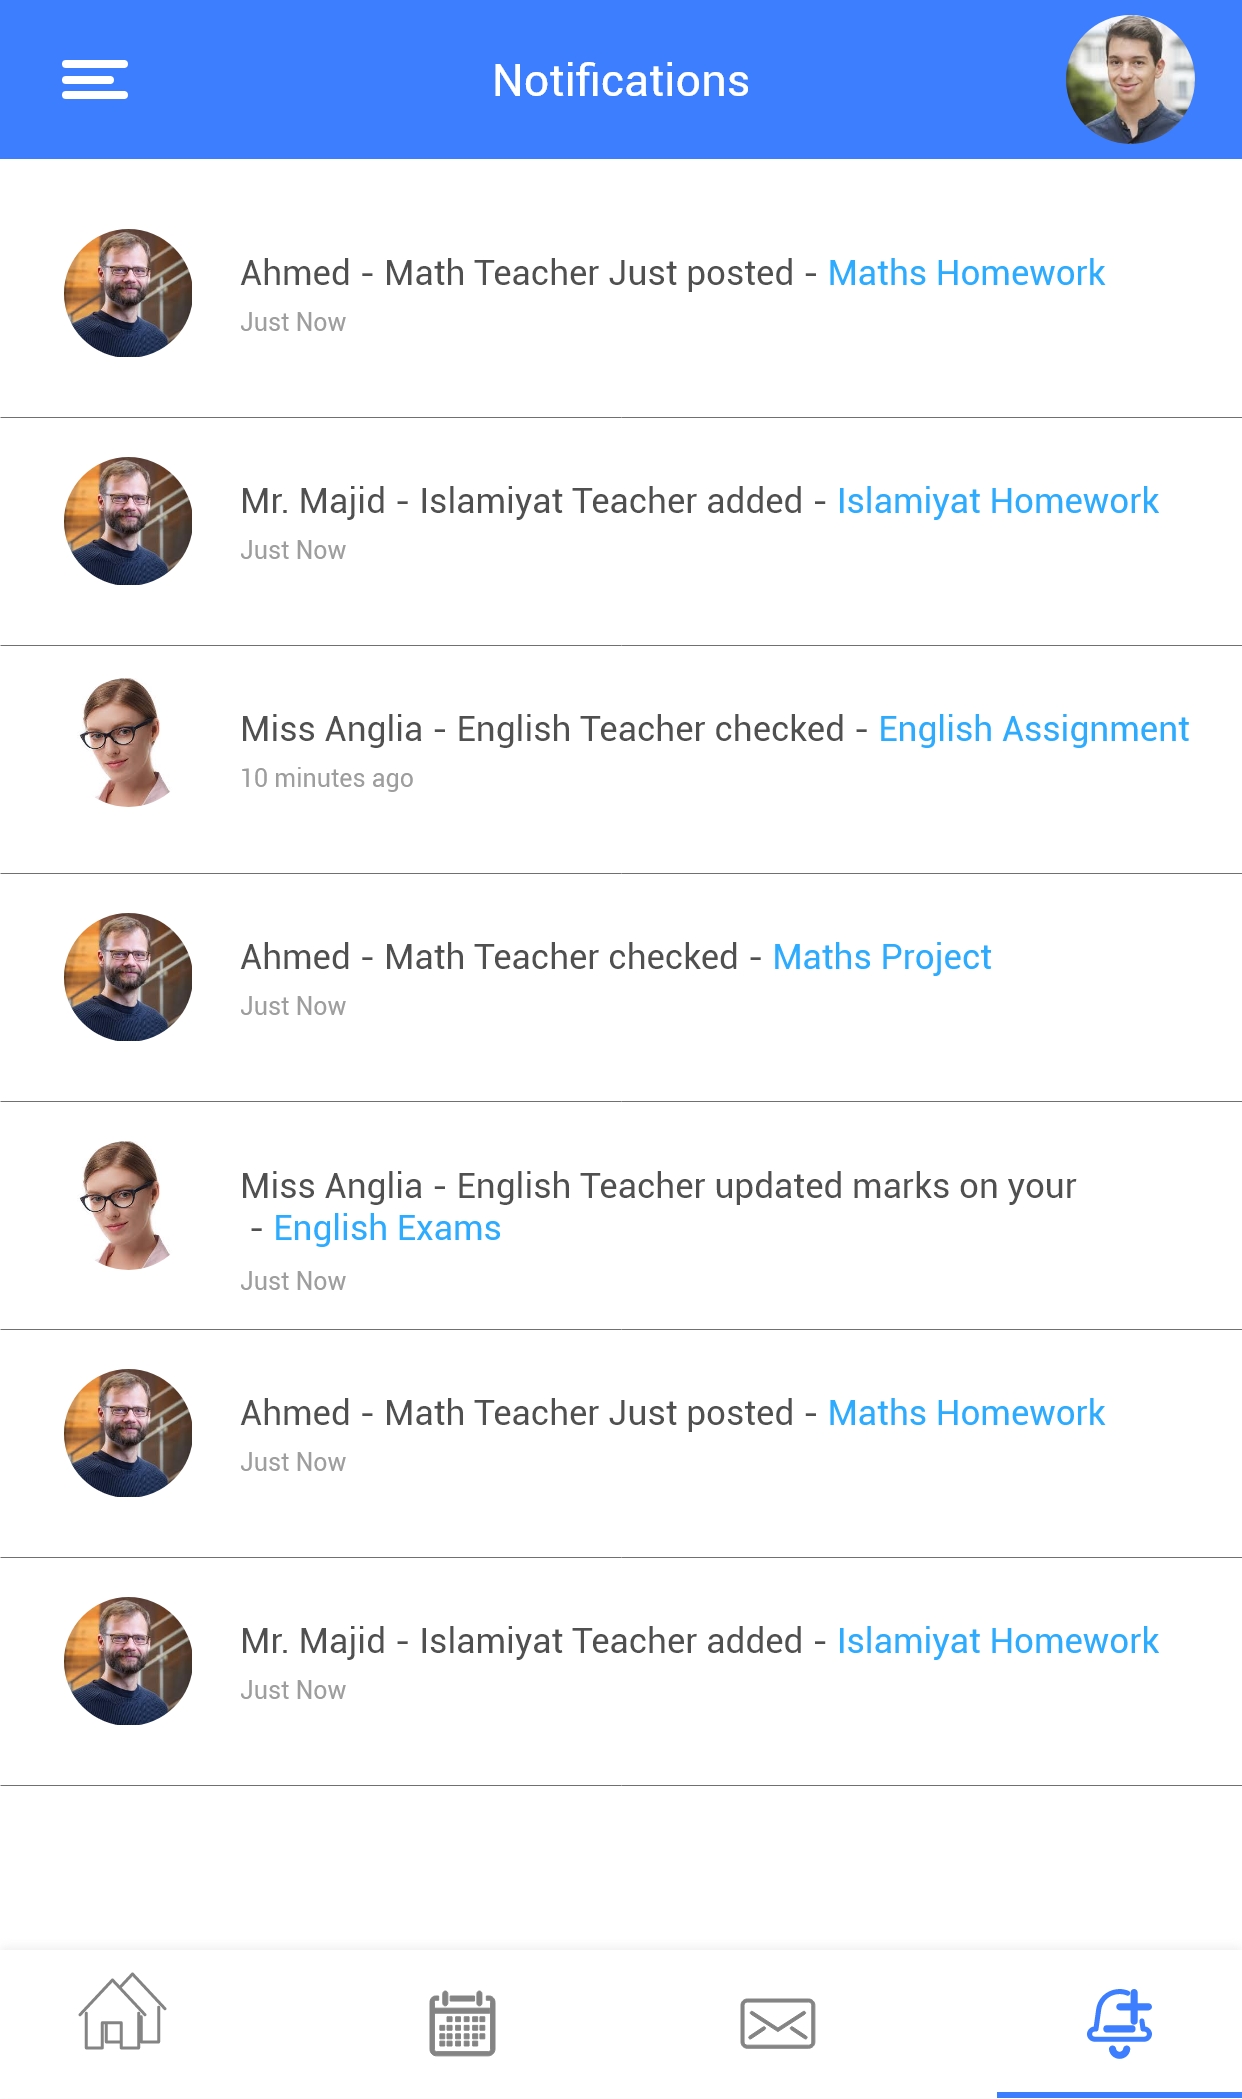 Notifications
Ahmed - Math Teacher Just posted - Maths Homework
Just Now
Mr. Majid - Islamiyat Teacher added - Islamiyat Homework
Just Now
Miss Anglia - English Teacher checked - English Assignment
10 minutes ago
Ahmed - Math Teacher checked - Maths Project
Just Now
Miss Anglia - English Teacher updated marks on your
- English Exams
Just Now
Ahmed - Math Teacher Just posted - Maths Homework
Just Now
Mr. Majid - Islamiyat Teacher added - Islamiyat Homework
Just Now